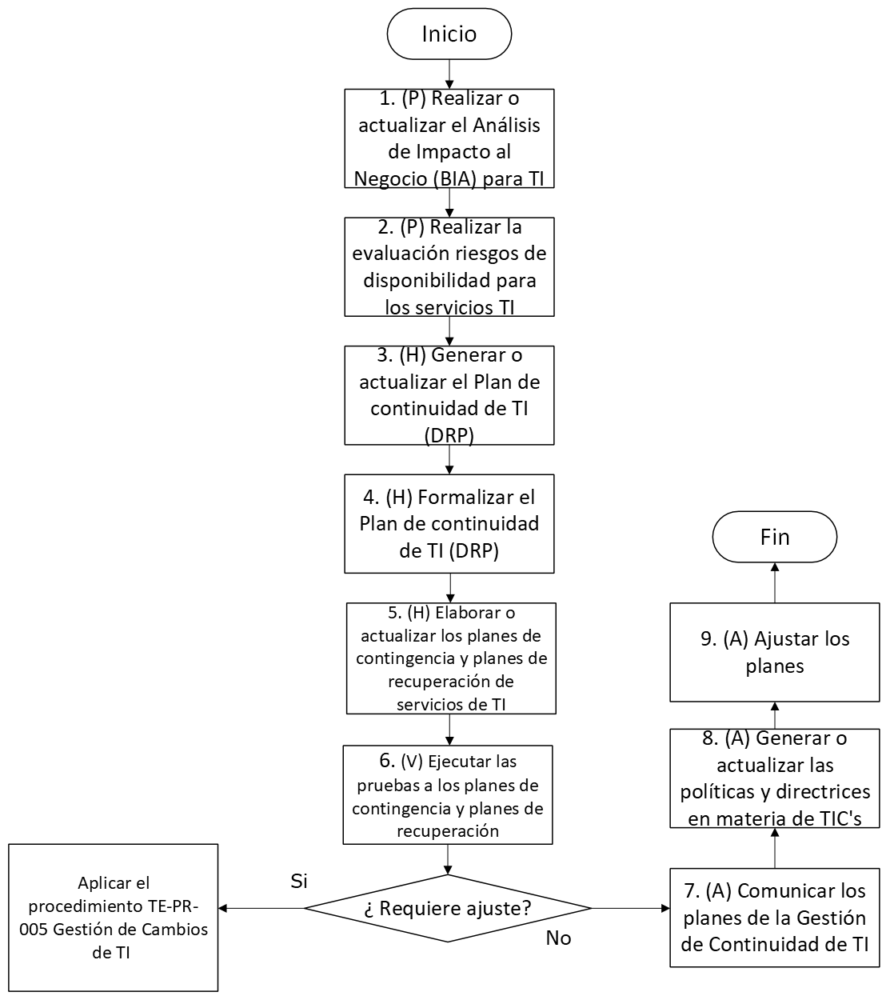 Inicio
1. (P) Realizar o
actualizar el Análisis
de Impacto al
Negocio (BIA) para TI
2. (P) Realizar la
evaluación riesgos de
disponibilidad para
los servicios TI
3. (H) Generar o
actualizar el Plan de
continuidad de TI
(DRP)
4. (H) Formalizar el
Plan de continuidad
de TI (DRP)
5. (H) Elaborar o
actualizar los planes de
contingencia y planes de
recuperación de
servicios de TI
6. (V) Ejecutar las
pruebas a los planes de
contingencia y planes de
recuperación
¿ Requiere ajuste?
Si
Aplicar el
procedimiento TE-PR-
005 Gestión de Cambios
de TI
No
7. (A) Comunicar los
planes de la Gestión
de Continuidad de TI
8. (A) Generar o
actualizar las
políticas y directrices
en materia de TIC's
9. (A) Ajustar los
planes
Fin